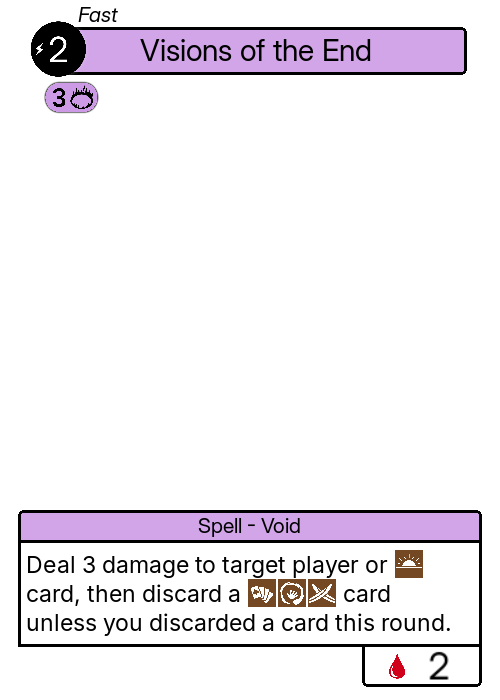 Fast
2
Visions of the End
3
Spell - Void
Deal 3 damage to target player or
card, then discard a card
unless you discarded a card this round.
2